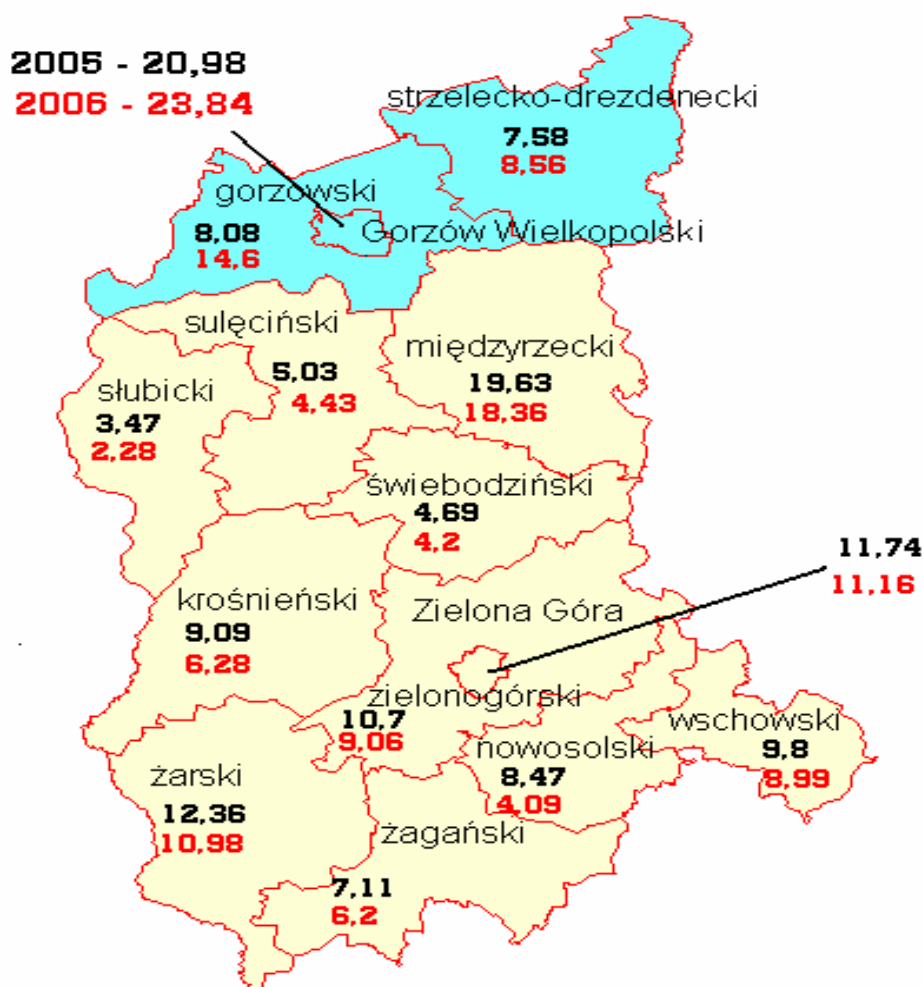 2005 - 20,98
2006 - 23,84
strzelecko-drezdenecki
7,58
8,56
gorzowski
8,08
14,6
Gorzów Wielkopolski
sulęciński
5,03
4,43
międzyrzecki
19,63
18,36
słubicki
3,47
2,28
świebodziński
4,69
4,2
11,74
11,16
krośnieński
9,09
6,28
Zielona Góra
zielonogórski
10,7
9,06
wschowski
9,8
8,99
nowosolski
8,47
4,09
żarski
12,36
10,98
żagański
7,11
6,2